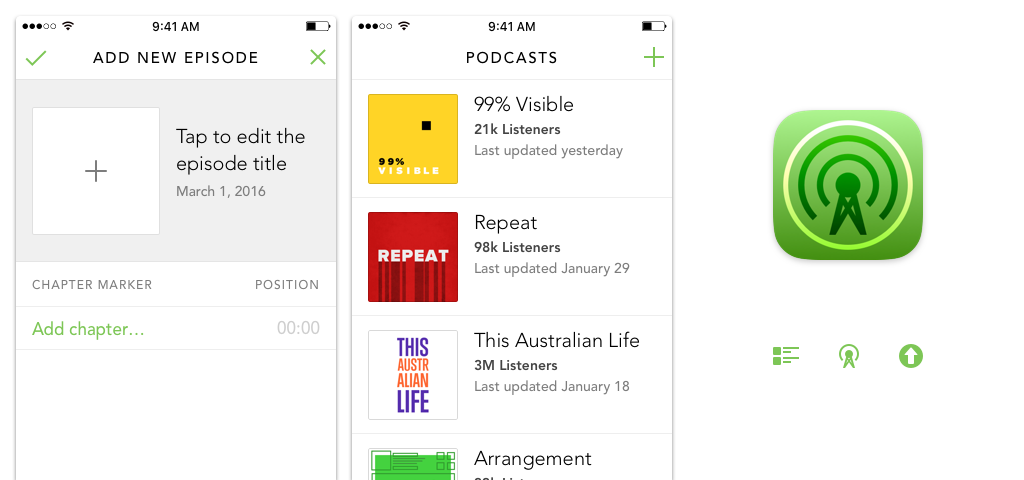 9:41 AM
ADD NEW EPISODE
Tap to edit the
episode title
March 1, 2016
CHAPTER MARKER POSITION
Add chapter... 00:00
9:41 AM
PODCASTS
99%
VISIBLE
99% Visible
21k Listeners
Last updated yesterday
REPEAT
Repeat
98k Listeners
Last updated January 29
THIS
AUSTR
ALIAN
LIFE
This Australian Life
3M Listeners
Last updated January 18
Arrangement